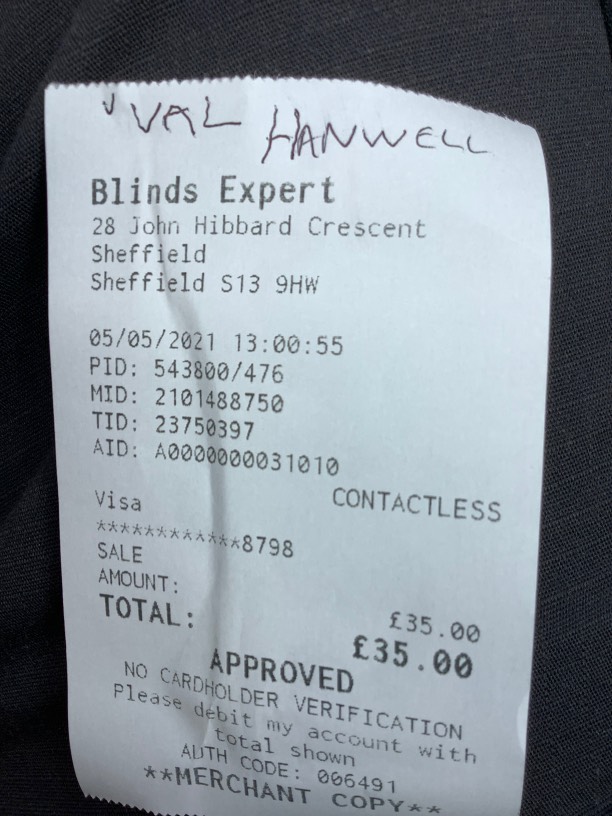 VAL HANWELL
Blinds Expert
28 John Hibbard Crescent
Sheffield
Sheffield S13 9HW
05/05/2021 13:00:55
PID: 543800/476
MID: 2101488750
TID: 23750397
AID: A0000000031010
Visa CONTACTLESS
************8798
SALE
AMOUNT: £35.00
TOTAL: £35.00
APPROVED
NO CARDHOLDER VERIFICATION
Please debit my account with
total shown
AUTH CODE: 006491
**MERCHANT COPY**